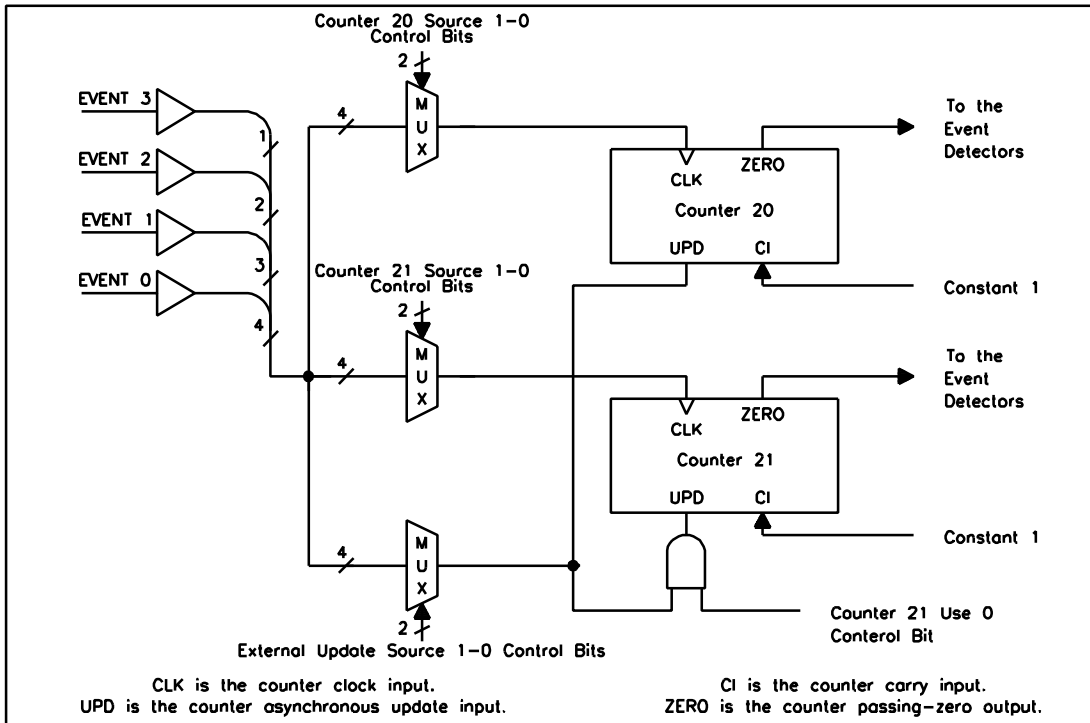 Counter 20 Source 1-0
Control Bits
2
EVENT 3
EVENT 2
EVENT 1
EVENT 0
1
2
3
4
4
MUX
CLK
ZERO
Counter 20
UPD
CI
To the
Event
Detectors
Constant 1
Counter 21 Source 1-0
Control Bits
2
4
MUX
CLK
ZERO
Counter 21
UPD
CI
To the
Event
Detectors
Constant 1
4
MUX
2
External Update Source 1-0 Control Bits
Counter 21 Use 0
Conterol Bit
CLK is the counter clock input.
UPD is the counter asynchronous update input.
CI is the counter carry input.
ZERO is the counter passing-zero output.